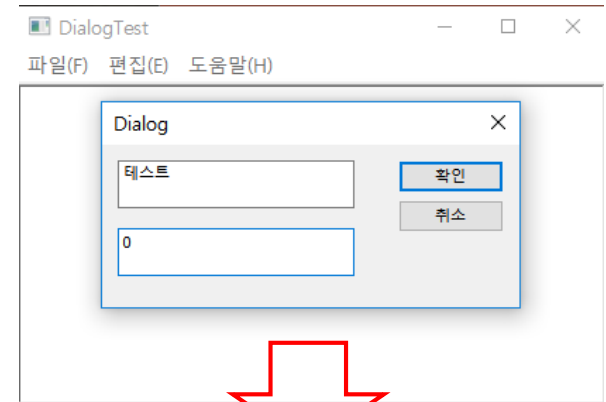 DialogTest
파일(F) 편집(E) 도움말(H)
Dialog
테스트
확인
취소
0